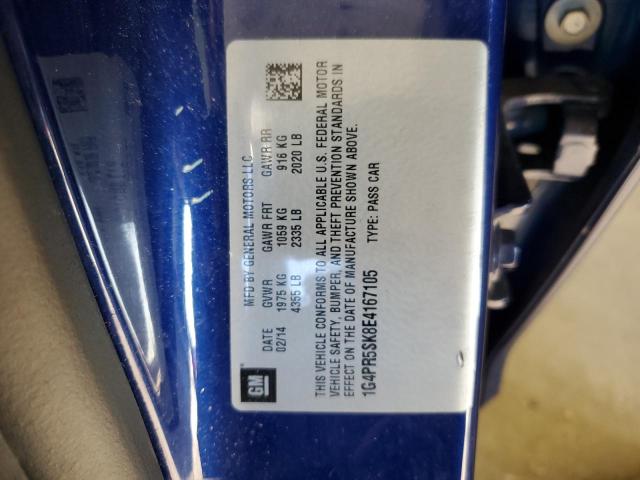 GM
MFD BY GENERAL MOTORS LLC
DATE GVWR GAWR FRT GAWR RR
02/14 1975 KG 1059 KG 916 KG
4355 LB 2335 LB 2020 LB
THIS VEHICLE CONFORMS TO ALL APPLICABLE U.S. FEDERAL MOTOR
VEHICLE SAFETY, BUMPER, AND THEFT PREVENTION STANDARDS IN
EFFECT ON THE DATE OF MANUFACTURE SHOWN ABOVE.
1G4PR5SK8E4167105 TYPE: PASS CAR